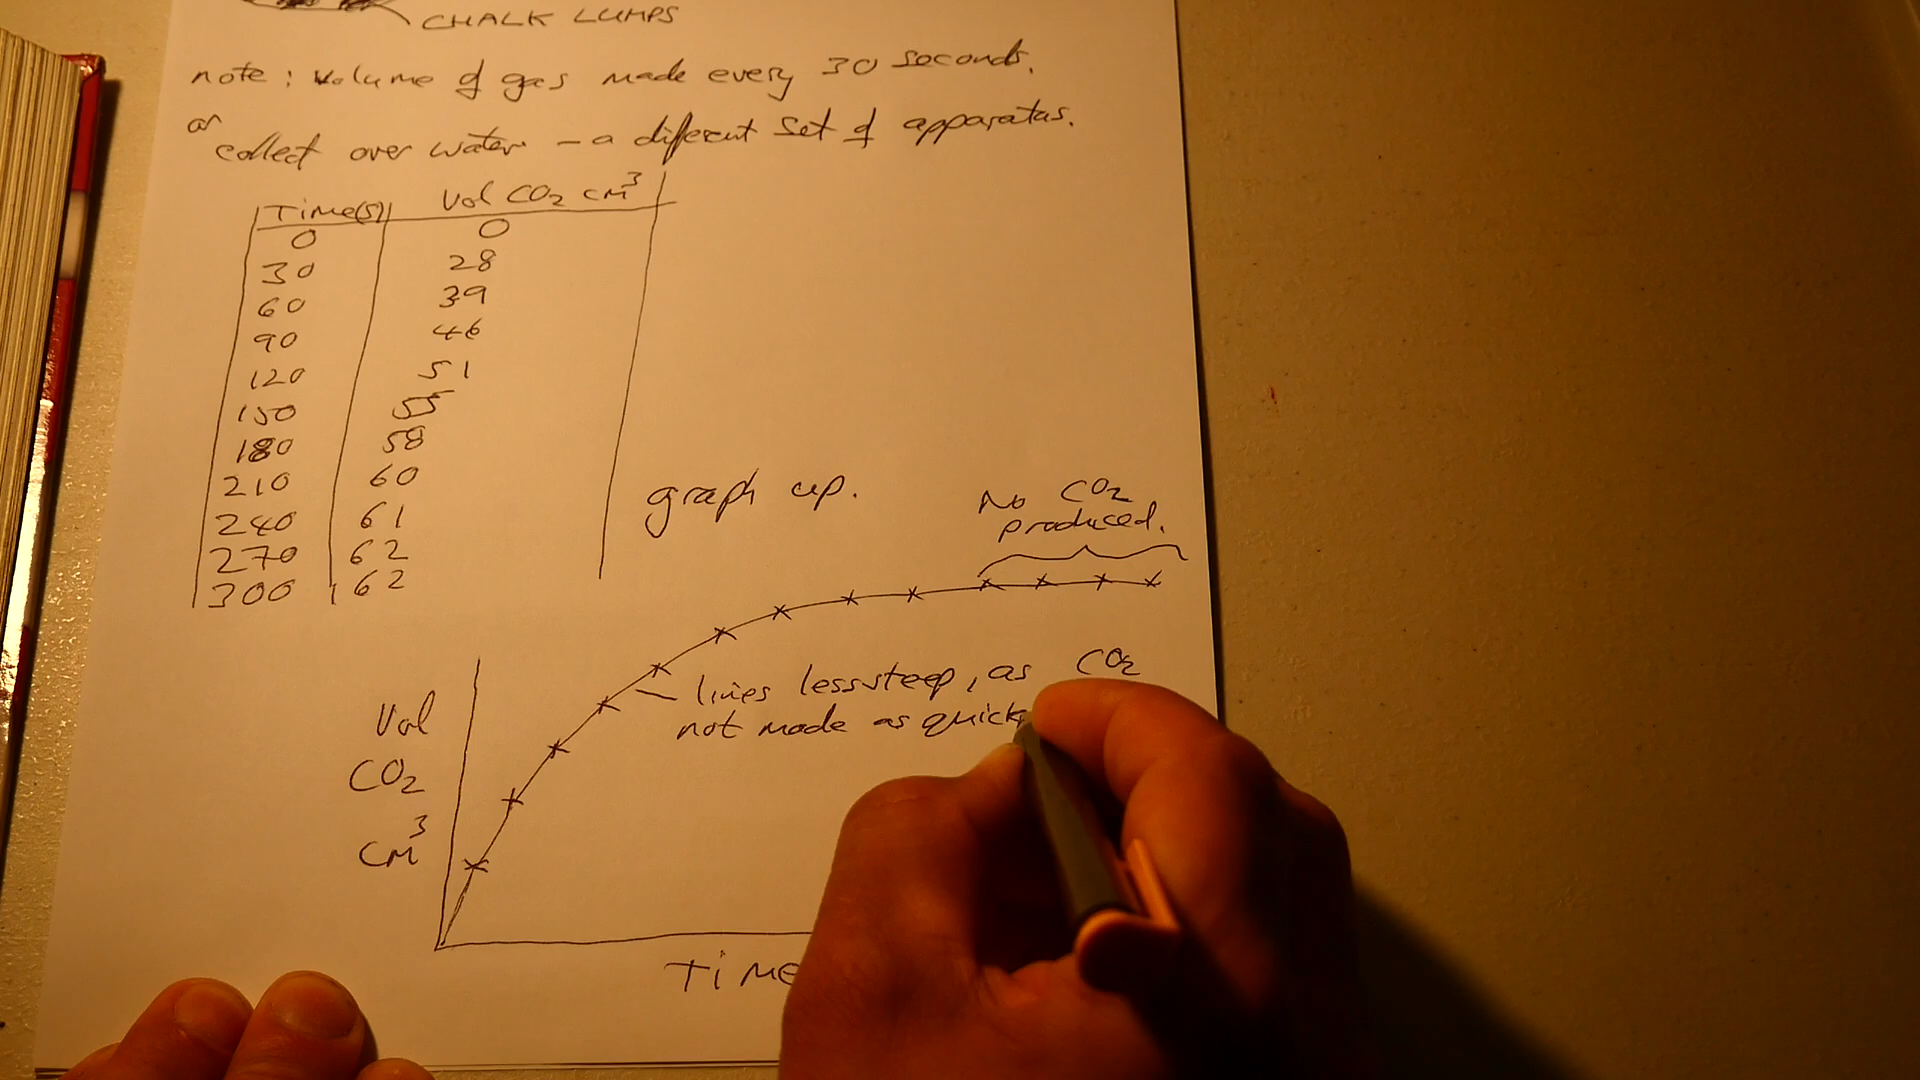 CHALK LUMPS
note: Volume of gas made every 30 seconds.
or
collect over water - a different set of apparatus.
Time(s) Vol CO2 cm3
0 0
30 28
60 39
90 46
120 51
150 55
180 58
210 60
240 61
270 62
300 62
graph up.
No CO2
produced.
lines less steep, as CO2
not made as quick
Vol
CO2
cm3
TIME